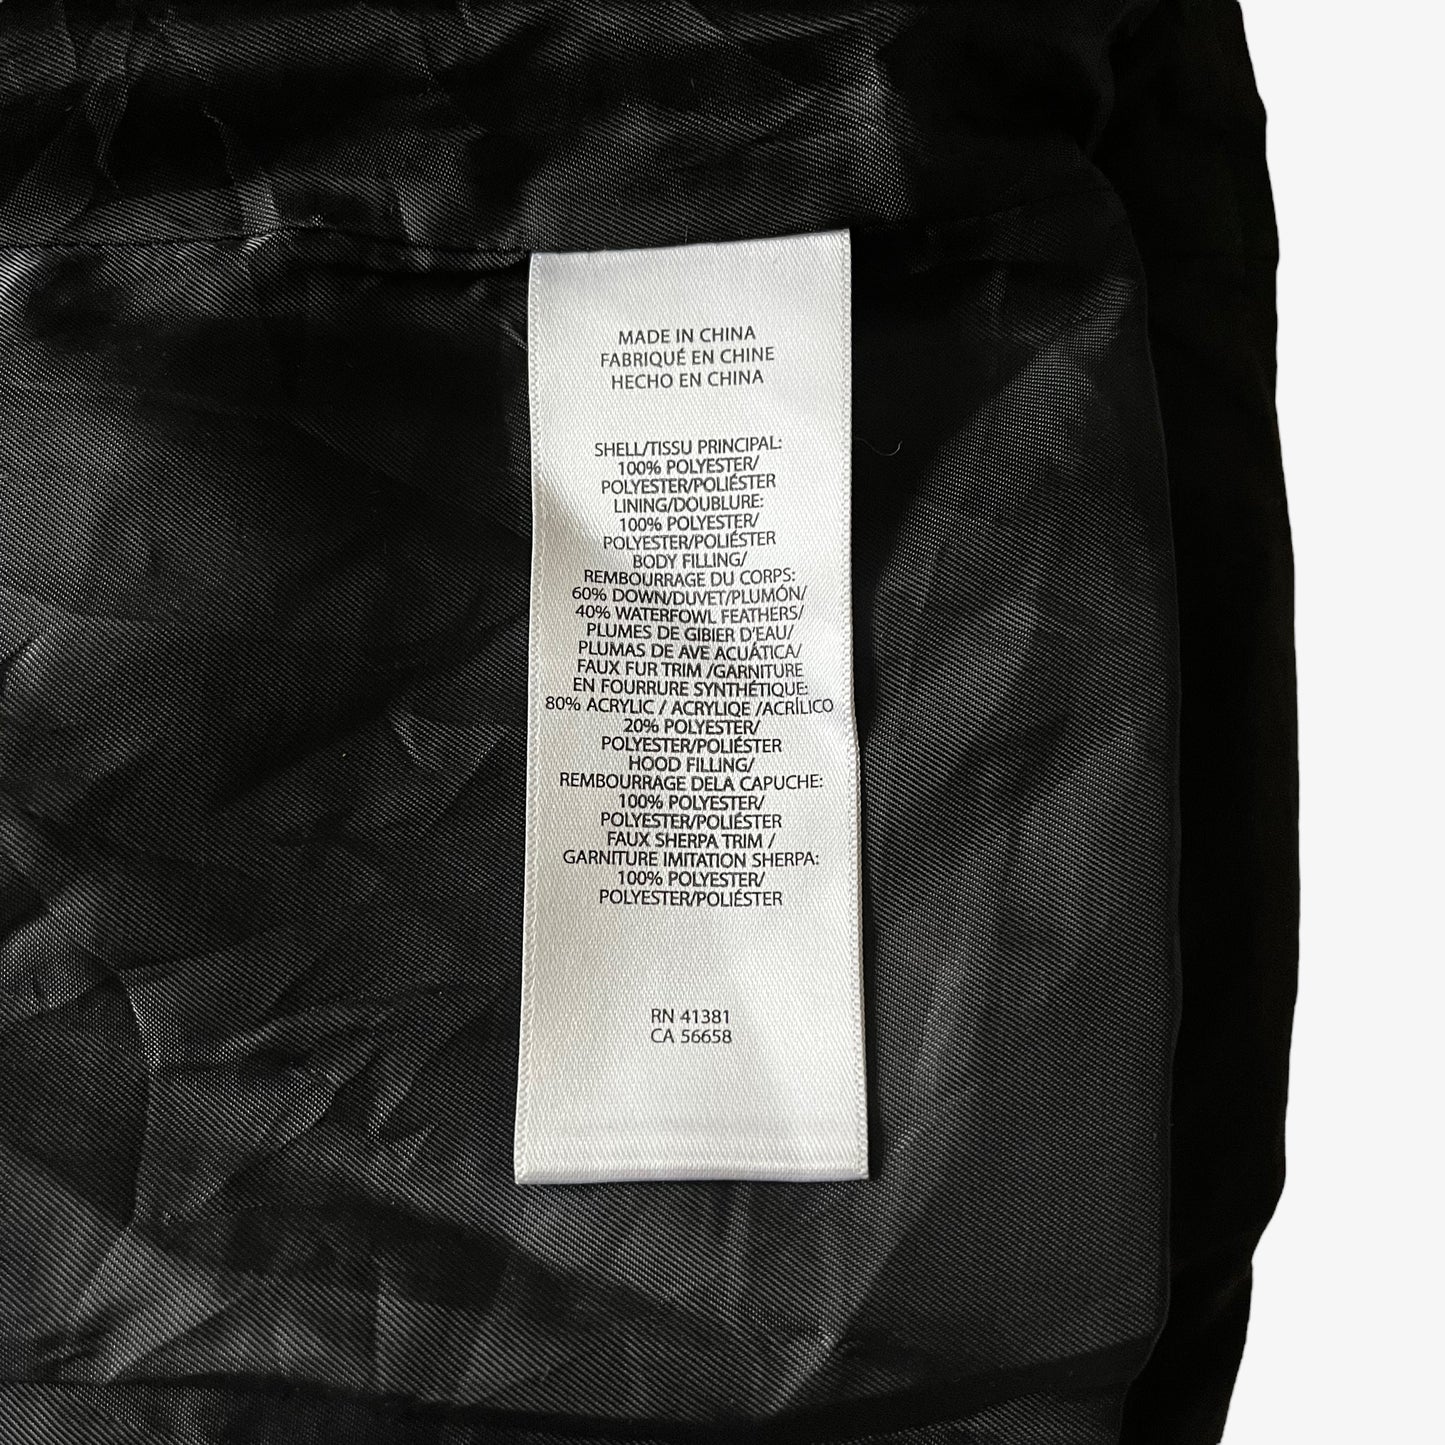 MADE IN CHINA
FABRIQUÉ EN CHINE
HECHO EN CHINA
SHELL/TISSU PRINCIPAL:
100% POLYESTER/
POLYESTER/POLIÉSTER
LINING/DOUBLURE:
100% POLYESTER/
POLYESTER/POLIÉSTER
BODY FILLING/
REMBOURRAGE DU CORPS:
60% DOWN/DUVET/PLUMÓN/
40% WATERFOWL FEATHERS/
PLUMES DE GIBIER D'EAU/
PLUMAS DE AVE ACUÁTICA/
FAUX FUR TRIM /GARNITURE
EN FOURRURE SYNTHÉTIQUE:
80% ACRYLIC / ACRYLIQE /ACRÍLICO
20% POLYESTER/
POLYESTER/POLIÉSTER
HOOD FILLING/
REMBOURRAGE DELA CAPUCHE:
100% POLYESTER/
POLYESTER/POLIÉSTER
FAUX SHERPA TRIM /
GARNITURE IMITATION SHERPA:
100% POLYESTER/
POLYESTER/POLIÉSTER
RN 41381
CA 56658